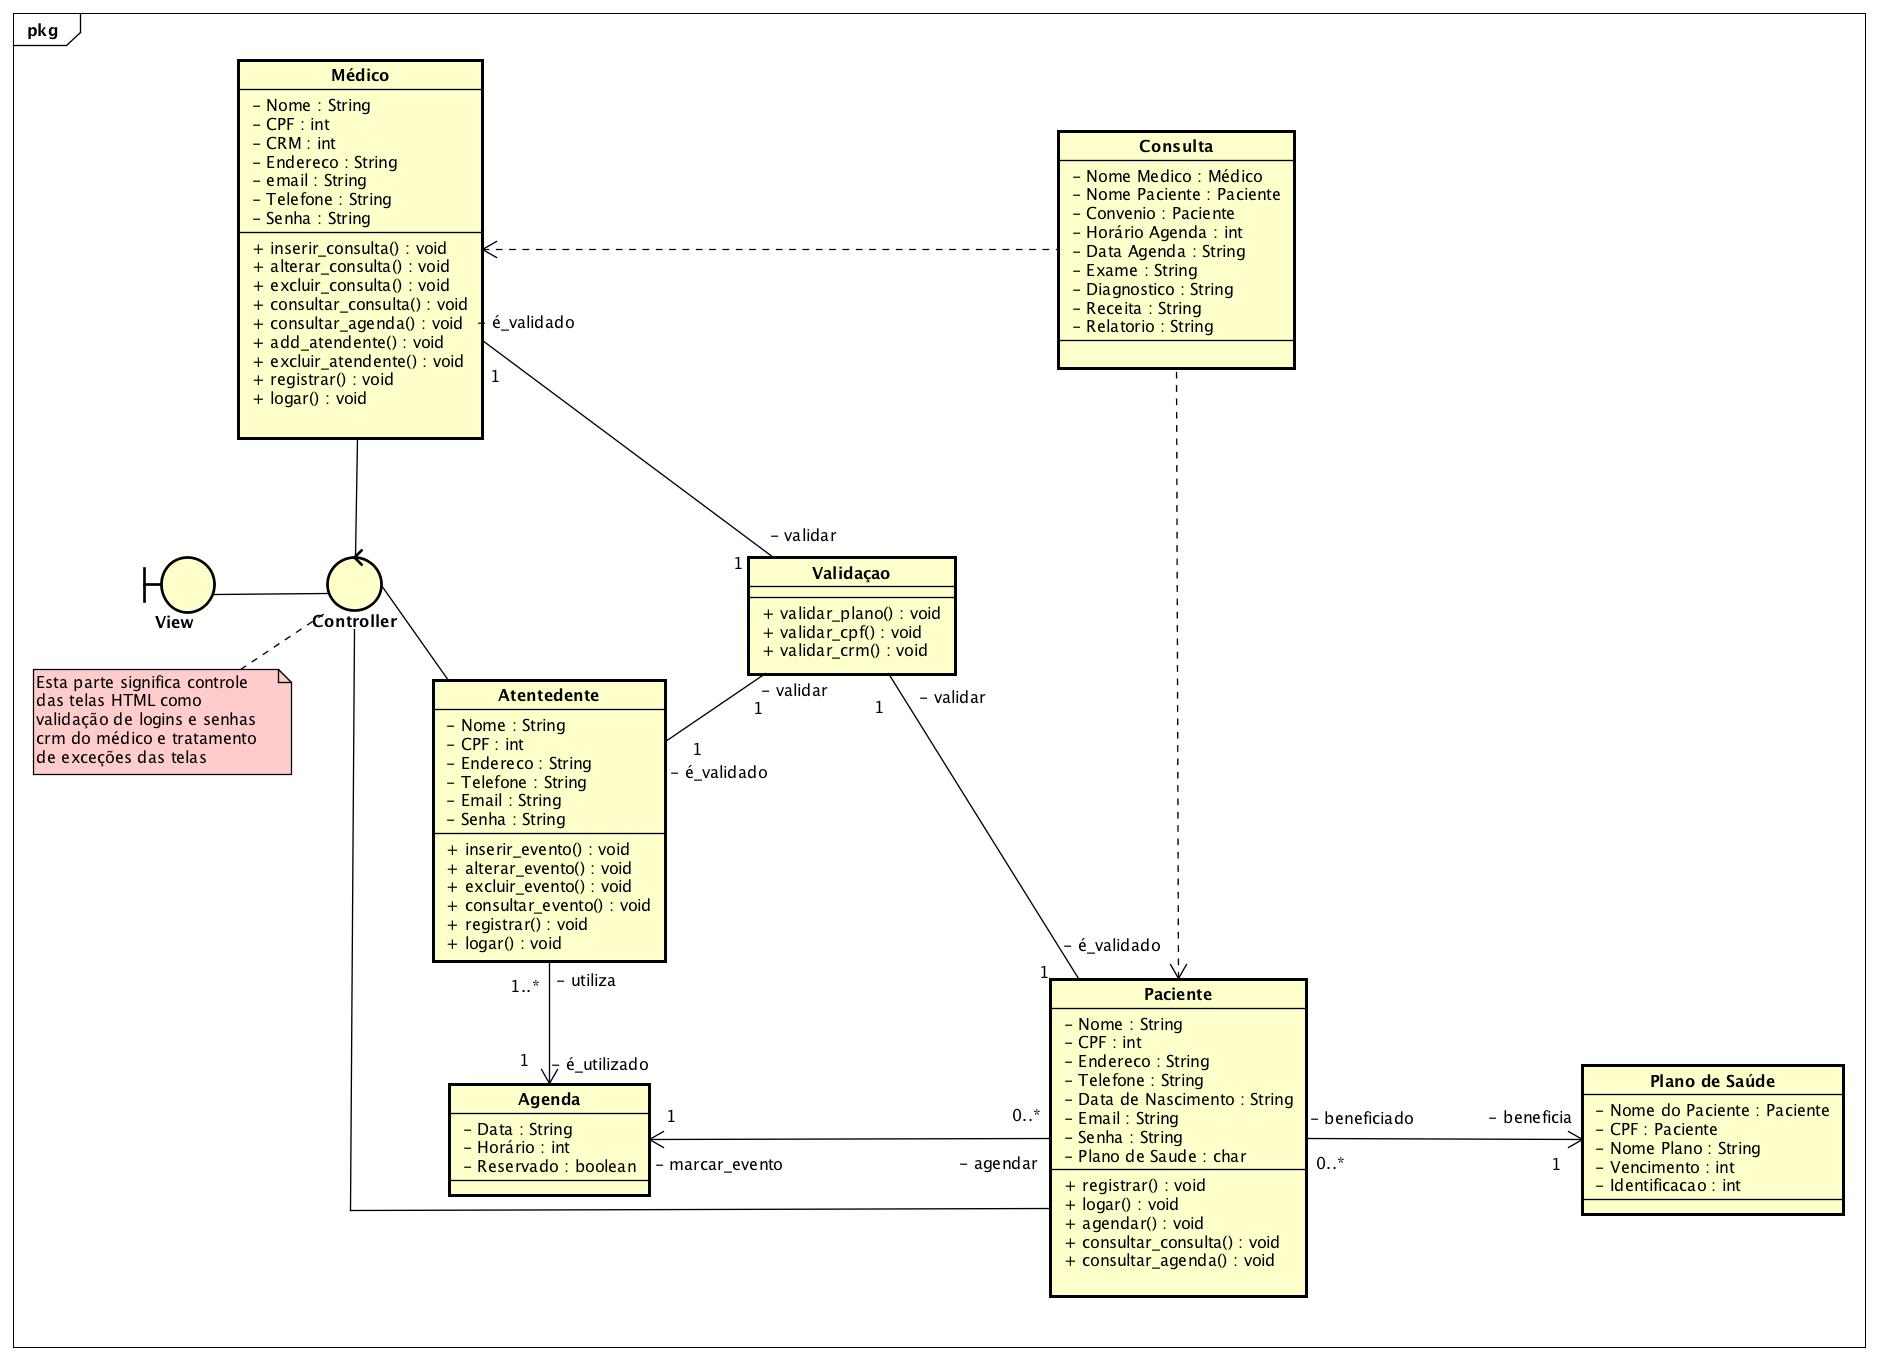 pkg
Médico
– Nome : String
– CPF : int
– CRM : int
– Endereco : String
– email : String
– Telefone : String
– Senha : String
+ inserir_consulta() : void
+ alterar_consulta() : void
+ excluir_consulta() : void
+ consultar_consulta() : void
+ consultar_agenda() : void
+ add_atendente() : void
+ excluir_atendente() : void
+ registrar() : void
+ logar() : void
Consulta
– Nome Medico : Médico
– Nome Paciente : Paciente
– Convenio : Paciente
– Horário Agenda : int
– Data Agenda : String
– Exame : String
– Diagnostico : String
– Receita : String
– Relatorio : String
– é_validado
1
– validar
1
View
Controller
Esta parte significa controle
das telas HTML como
validação de logins e senhas
crm do médico e tratamento
de exceções das telas
Validaçao
+ validar_plano() : void
+ validar_cpf() : void
+ validar_crm() : void
– validar
1
1
– validar
1
– é_validado
Atentedente
– Nome : String
– CPF : int
– Endereco : String
– Telefone : String
– Email : String
– Senha : String
+ inserir_evento() : void
+ alterar_evento() : void
+ excluir_evento() : void
+ consultar_evento() : void
+ registrar() : void
+ logar() : void
– é_validado
1
1..*
– utiliza
1
– é_utilizado
Agenda
– Data : String
– Horário : int
– Reservado : boolean
1
– marcar_evento
0..*
– agendar
Paciente
– Nome : String
– CPF : int
– Endereco : String
– Telefone : String
– Data de Nascimento : String
– Email : String
– Senha : String
– Plano de Saude : char
+ registrar() : void
+ logar() : void
+ agendar() : void
+ consultar_consulta() : void
+ consultar_agenda() : void
– beneficiado
0..*
– beneficia
1
Plano de Saúde
– Nome do Paciente : Paciente
– CPF : Paciente
– Nome Plano : String
– Vencimento : int
– Identificacao : int